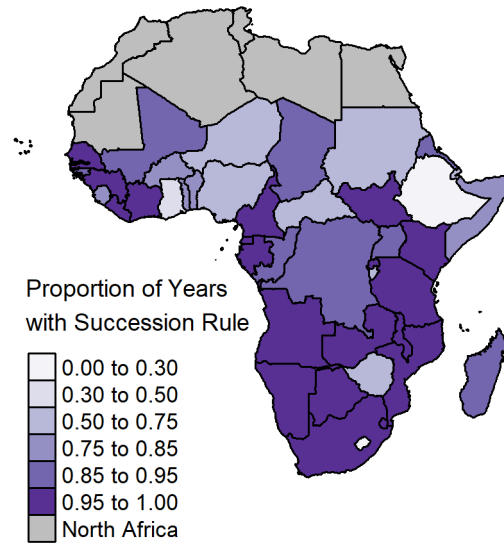 Proportion of Years
with Succession Rule
0.00 to 0.30
0.30 to 0.50
0.50 to 0.75
0.75 to 0.85
0.85 to 0.95
0.95 to 1.00
North Africa